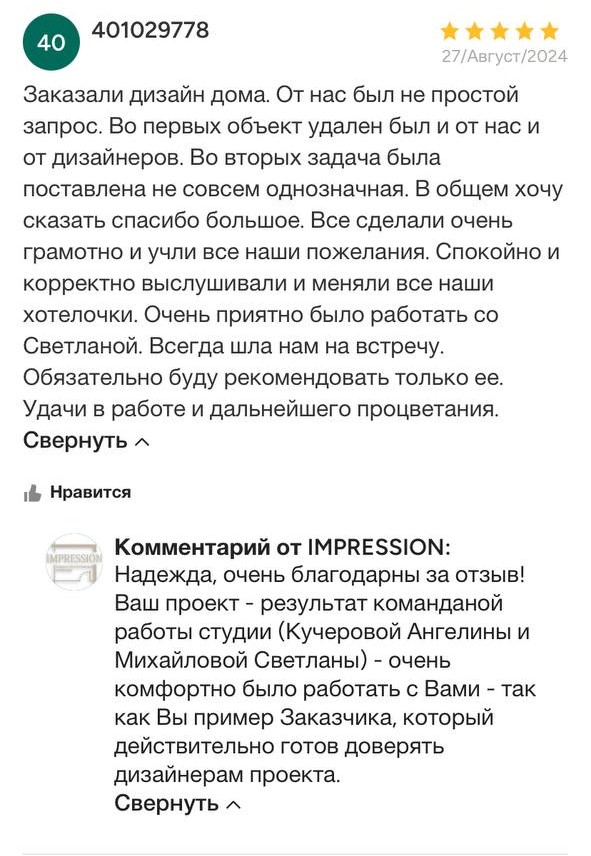 40
401029778
27/Август/2024
Заказали дизайн дома. От нас был не простой
запрос. Во первых объект удален был и от нас и
от дизайнеров. Во вторых задача была
поставлена не совсем однозначная. В общем хочу
сказать спасибо большое. Все сделали очень
грамотно и учли все наши пожелания. Спокойно и
корректно выслушивали и меняли все наши
хотелочки. Очень приятно было работать со
Светланой. Всегда шла нам на встречу.
Обязательно буду рекомендовать только ее.
Удачи в работе и дальнейшего процветания.
Свернуть
Нравится
IMPRESSION
Комментарий от IMPRESSION:
Надежда, очень благодарны за отзыв!
Ваш проект - результат команданой
работы студии (Кучеровой Ангелины и
Михайловой Светланы) - очень
комфортно было работать с Вами - так
как Вы пример Заказчика, который
действительно готов доверять
дизайнерам проекта.
Свернуть